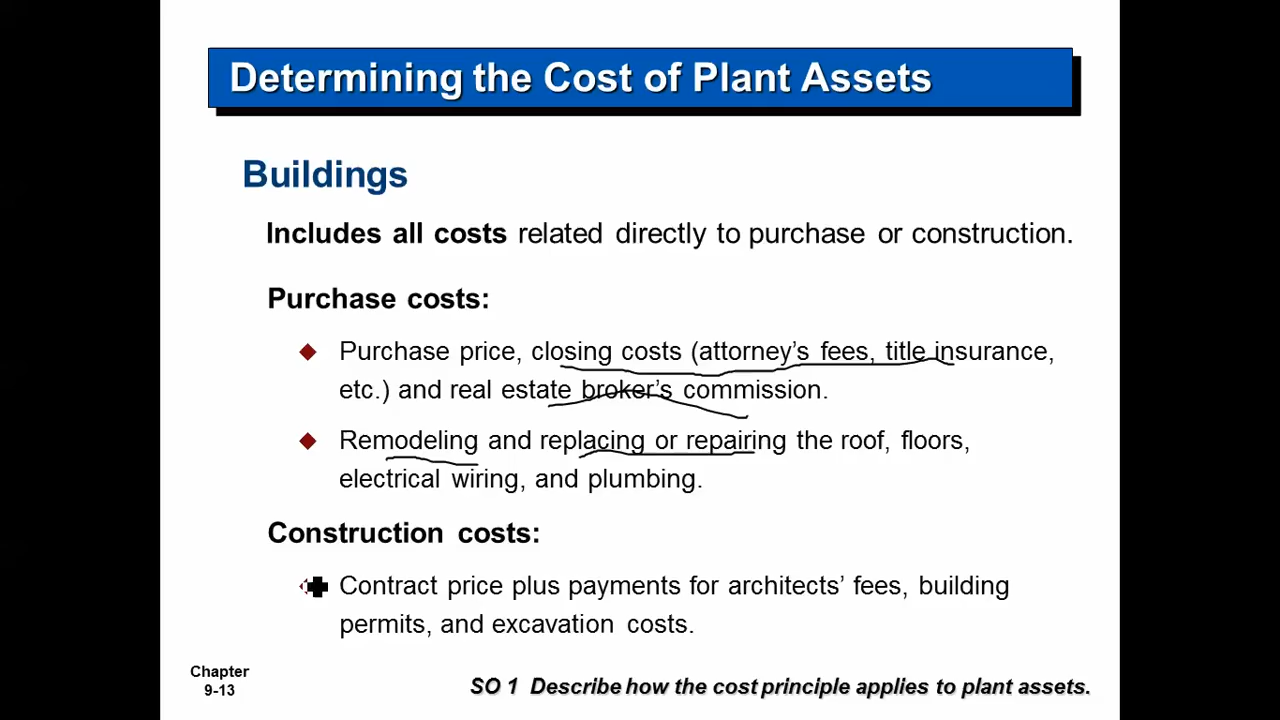 Determining the Cost of Plant Assets
Buildings
Includes all costs related directly to purchase or construction.
Purchase costs:
Purchase price, closing costs (attorney’s fees, title insurance,
etc.) and real estate broker’s commission.
Remodeling and replacing or repairing the roof, floors,
electrical wiring, and plumbing.
Construction costs:
Contract price plus payments for architects’ fees, building
permits, and excavation costs.
Chapter
9-13
SO 1 Describe how the cost principle applies to plant assets.